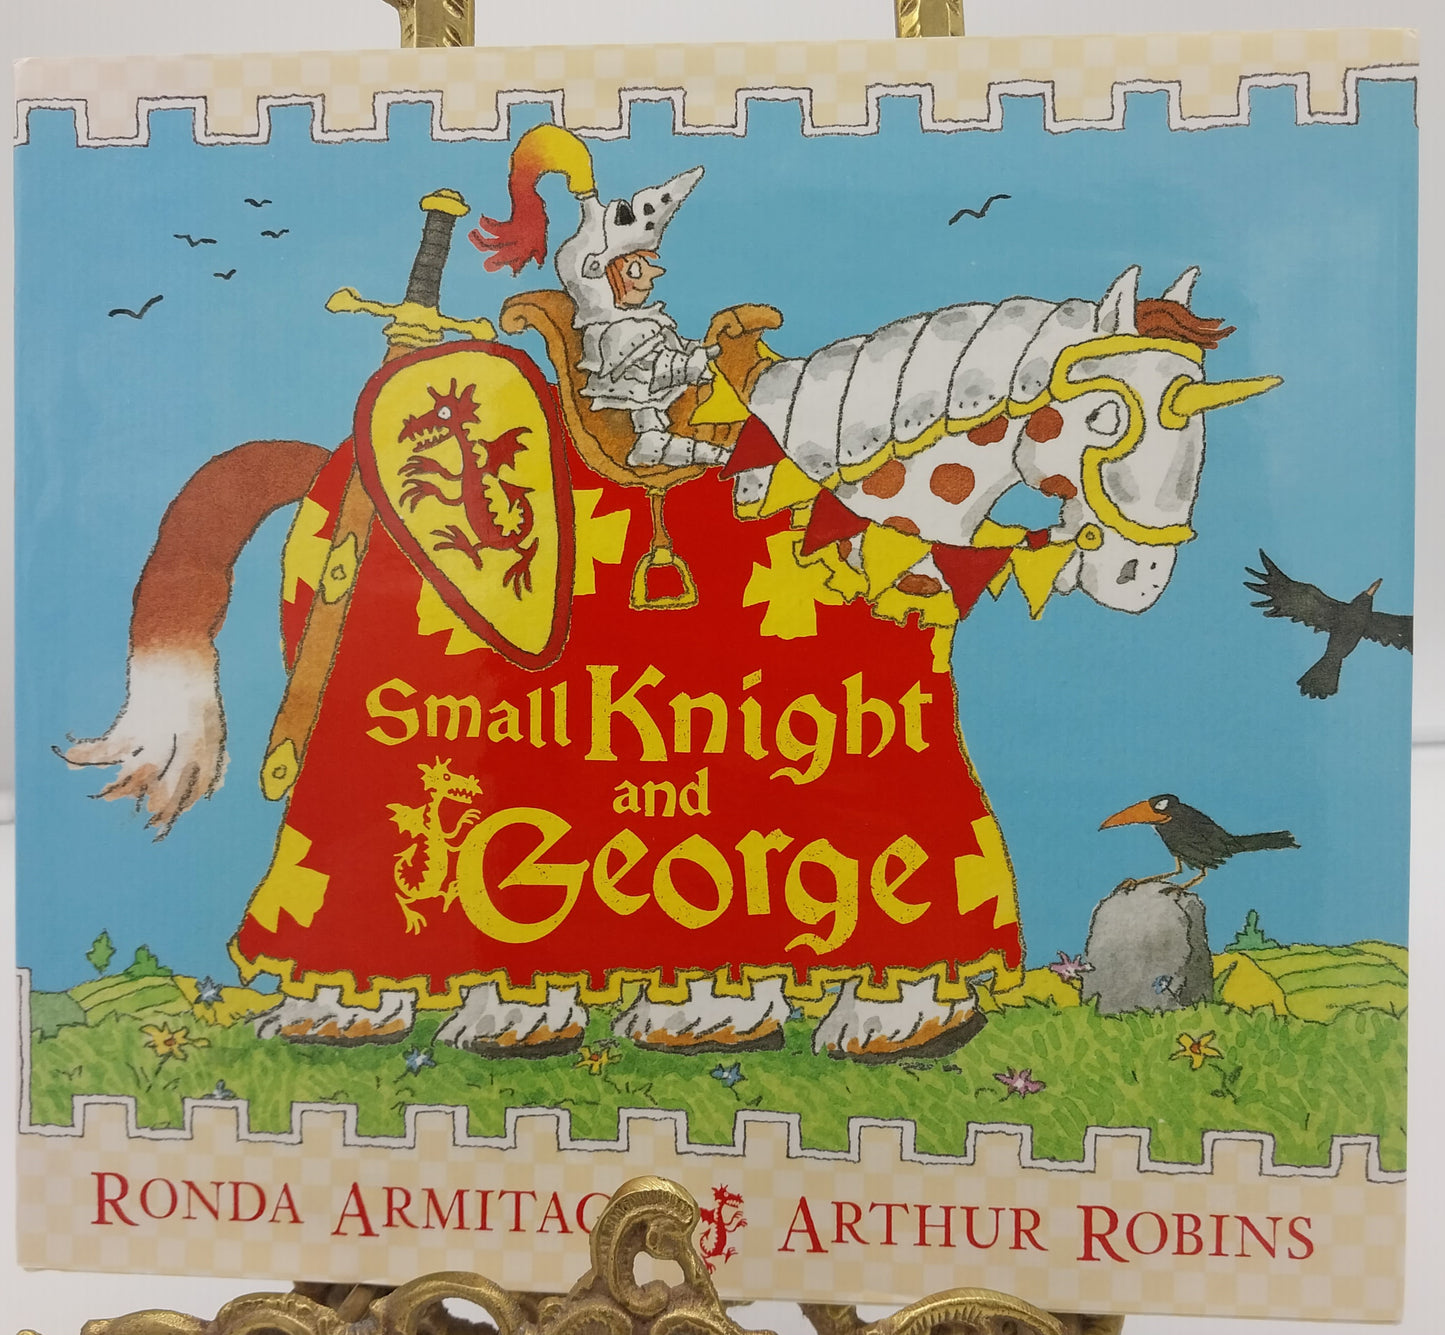 Small Knight
and
George
RONDA ARTHUR ROBINS